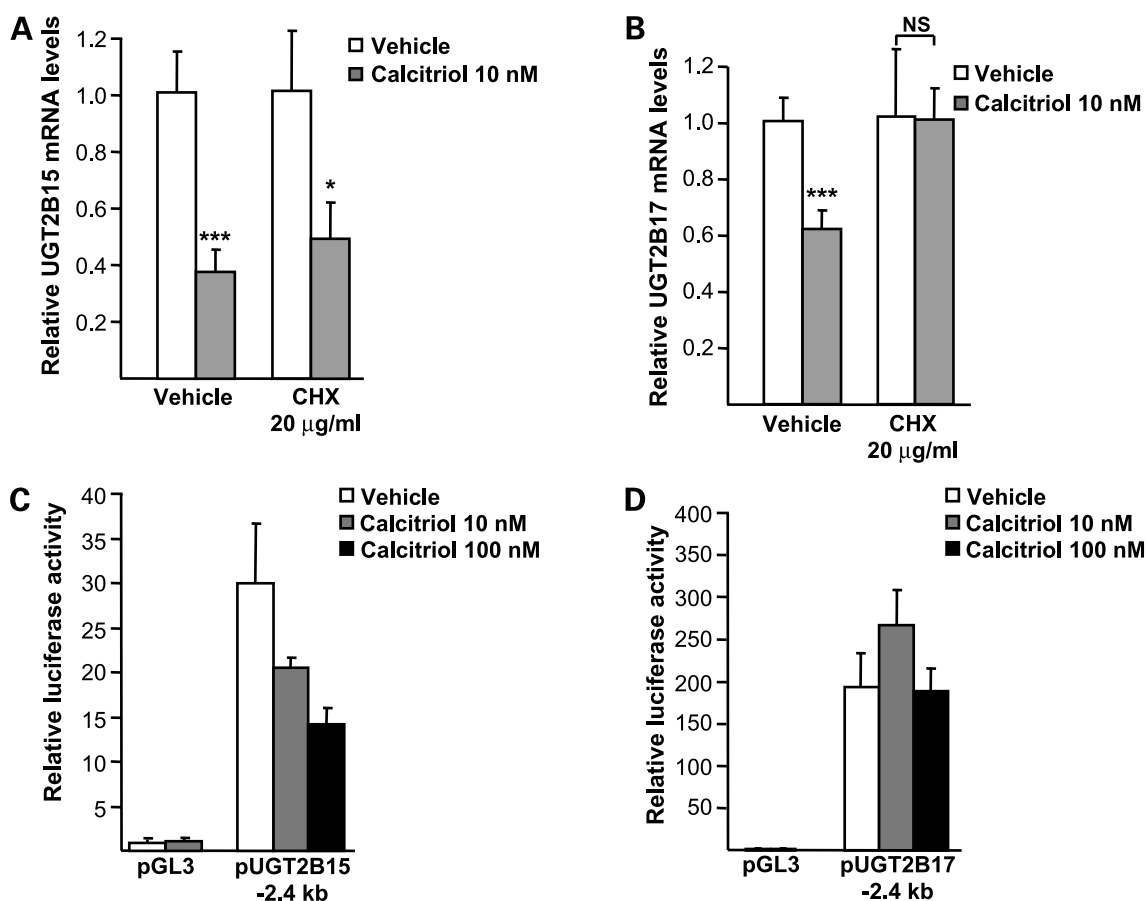 A
Relative UGT2B15 mRNA levels
1.2
1.0
0.8
0.6
0.4
0.2
Vehicle
Calcitriol 10 nM
***
*
Vehicle
CHX
20 μg/ml
B
Relative UGT2B17 mRNA levels
1.2
1.0
0.8
0.6
0.4
0.2
NS
Vehicle
Calcitriol 10 nM
***
Vehicle
CHX
20 μg/ml
C
Relative luciferase activity
40
35
30
25
20
15
10
5
Vehicle
Calcitriol 10 nM
Calcitriol 100 nM
pGL3
pUGT2B15
-2.4 kb
D
Relative luciferase activity
400
350
300
250
200
150
100
50
Vehicle
Calcitriol 10 nM
Calcitriol 100 nM
pGL3
pUGT2B17
-2.4 kb